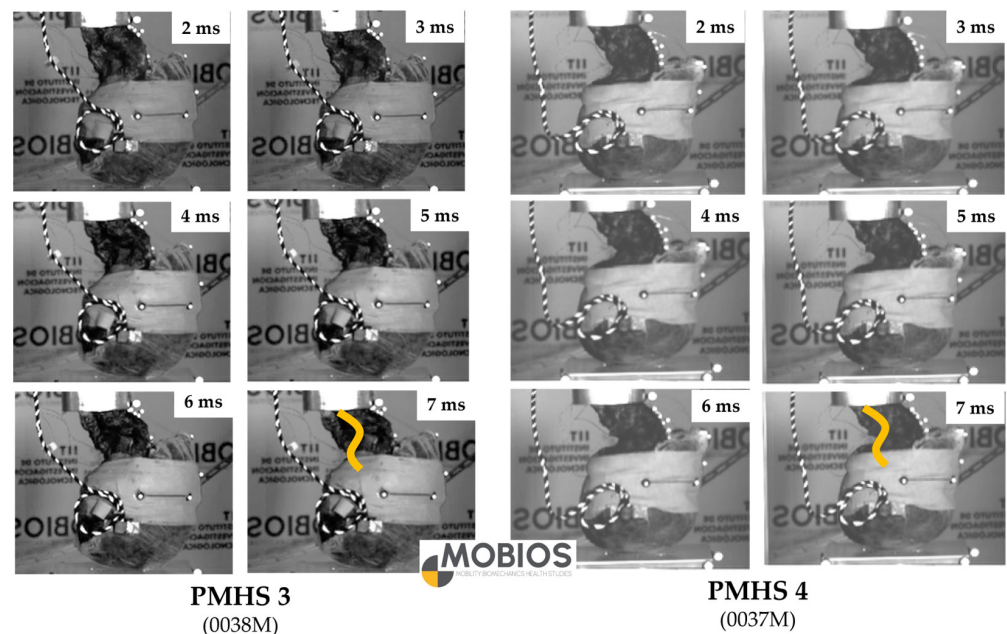 2 ms
3 ms
2 ms
3 ms
4 ms
5 ms
4 ms
5 ms
6 ms
7 ms
6 ms
7 ms
MOBIOS
MOBILITY BIOMECHANICS HEALTH STUDIES
PMHS 3
(0038M)
PMHS 4
(0037M)